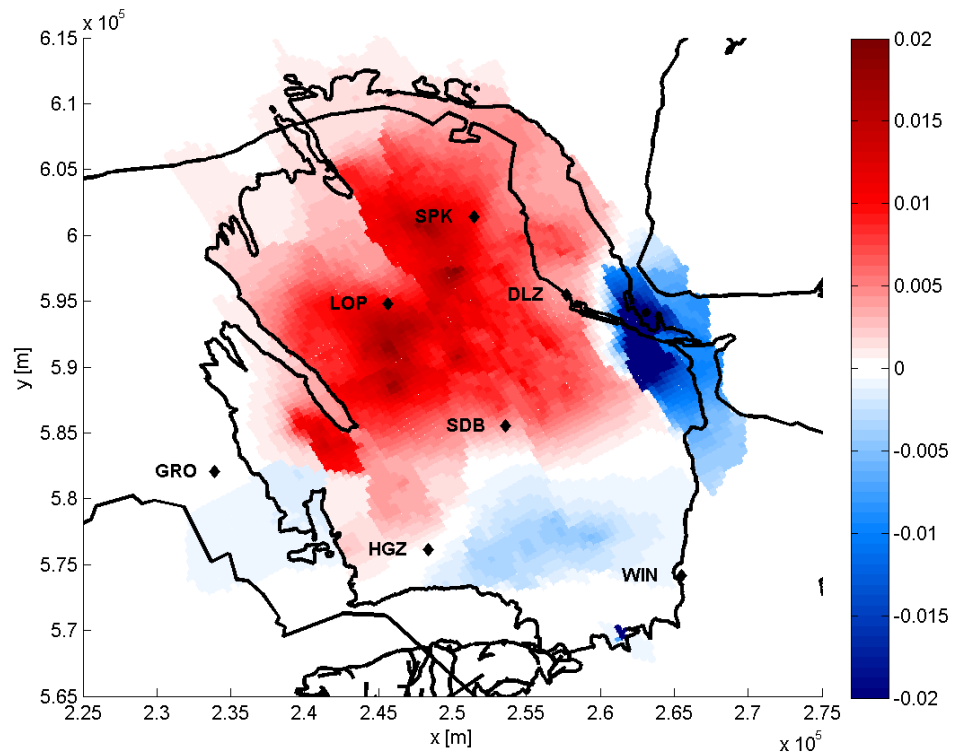 x 10^5
6.15
6.1
6.05
6
5.95
5.9
5.85
5.8
5.75
5.7
5.65
y [m]
SPK
LOP
DLZ
SDB
GRO
HGZ
WIN
2.25
2.3
2.35
2.4
2.45
2.5
2.55
2.6
2.65
2.7
2.75
x [m]
x 10^5
0.02
0.015
0.01
0.005
0
-0.005
-0.01
-0.015
-0.02